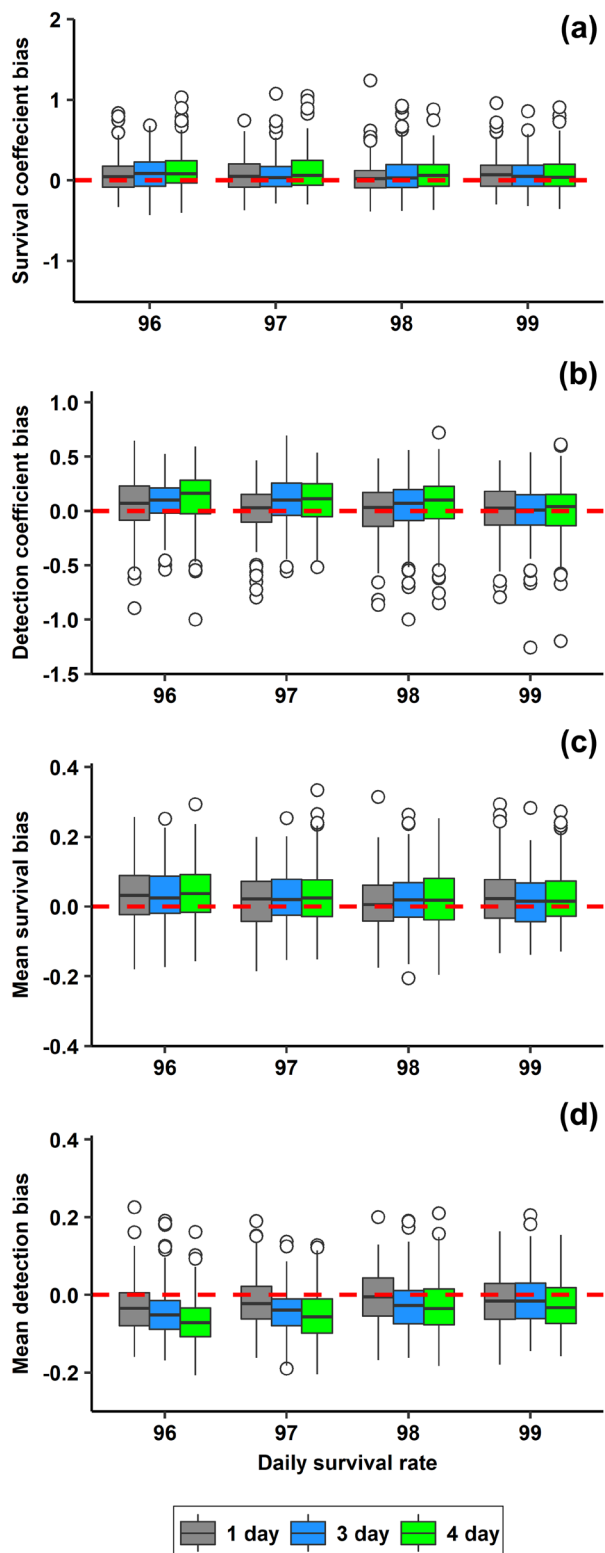 (a)
Survival coeffecient bias
2
1
0
-1
96 97 98 99
(b)
Detection coefficient bias
1.0
0.5
0.0
-0.5
-1.0
-1.5
96 97 98 99
(c)
Mean survival bias
0.4
0.2
0.0
-0.2
-0.4
96 97 98 99
(d)
Mean detection bias
0.4
0.2
0.0
-0.2
96 97 98 99
Daily survival rate
1 day 3 day 4 day